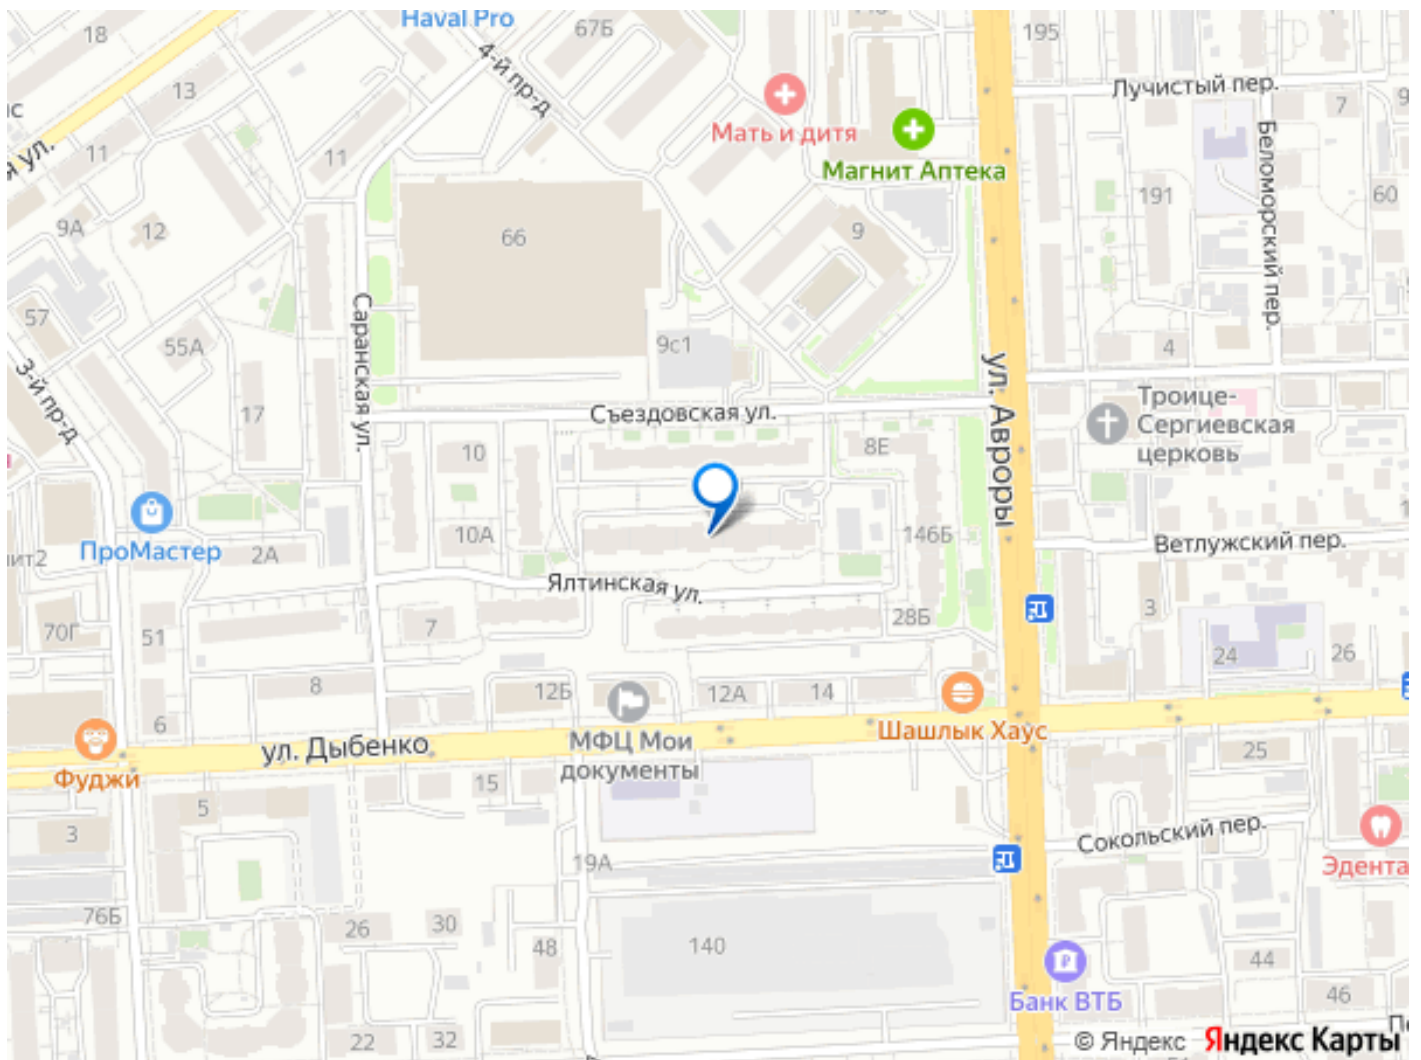 Haval Pro
67Б
18
195
4-й пр-д
Лучистый пер.
13
7
Мать и дитя
Магнит Аптека
11
11
я ул.
Беломорский пер.
191
60
9А
12
66
9
57
Саранская ул.
55А
9с1
4
3-й пр-д
ул. Авроры
17
Съездовская ул.
Троице-
Сергиевская
церковь
10
8Е
10А
146Б
ПроМастер
2А
Ветлужский пер.
Ялтинская ул.
3
70Г
51
7
28Б
24
26
8
12Б
12А
14
6
Шашлык Хаус
ул. Дыбенко
МФЦ Мои
документы
25
Фуджи
15
5
3
Сокольский пер.
19А
Эдента
76Б
26
30
48
140
44
Банк ВТБ
46
22
32
© Яндекс Яндекс Карты